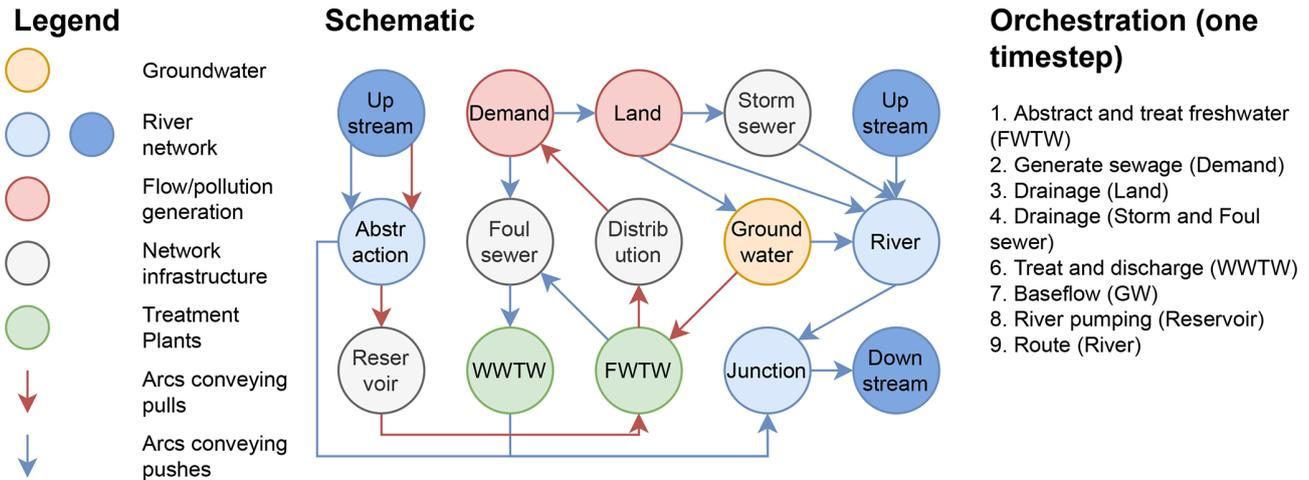 Legend
Groundwater
River
network
Flow/pollution
generation
Network
infrastructure
Treatment
Plants
Arcs conveying
pulls
Arcs conveying
pushes
Schematic
Up
stream
Demand
Land
Storm
sewer
Up
stream
Abstr
action
Foul
sewer
Distrib
ution
Ground
water
River
Reser
voir
WWTW
FWTW
Junction
Down
stream
Orchestration (one
timestep)
1. Abstract and treat freshwater
(FWTW)
2. Generate sewage (Demand)
3. Drainage (Land)
4. Drainage (Storm and Foul
sewer)
6. Treat and discharge (WWTW)
7. Baseflow (GW)
8. River pumping (Reservoir)
9. Route (River)